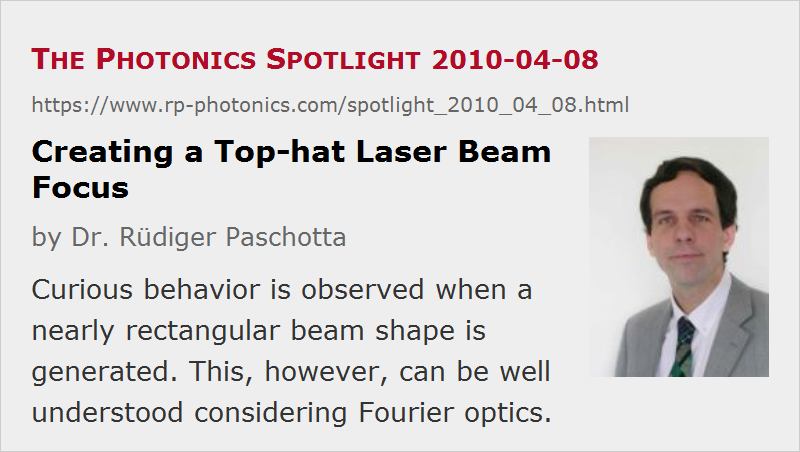 The Photonics Spotlight 2010-04-08
https://www.rp-photonics.com/spotlight_2010_04_08.html
Creating a Top-hat Laser Beam
Focus
by Dr. Rüdiger Paschotta
Curious behavior is observed when a
nearly rectangular beam shape is
generated. This, however, can be well
understood considering Fourier optics.